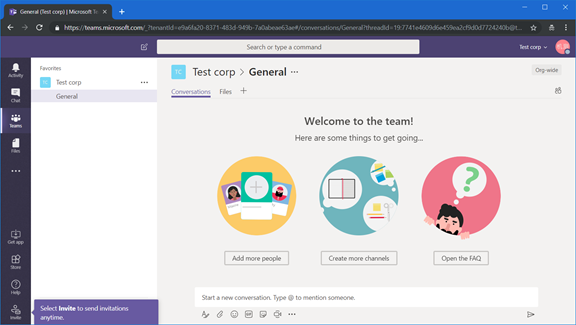 General (Test corp) | Microsoft T
https://teams.microsoft.com/_?tenantId=e9a6fa20-8371-483d-949b-7a0abeae63ae#/conversations/General?threadId=19:7741e4609d6e459ea2cf9d0d7724240b@t...
Search or type a command
Test corp
Activity
Chat
Teams
Files
Get app
Store
Help
Invite
Favorites
TC Test corp
General
TC Test corp > General
Org-wide
Conversations Files
Welcome to the team!
Here are some things to get going...
Add more people
Create more channels
Open the FAQ
Select Invite to send invitations
anytime.
Start a new conversation. Type @ to mention someone.
GIF